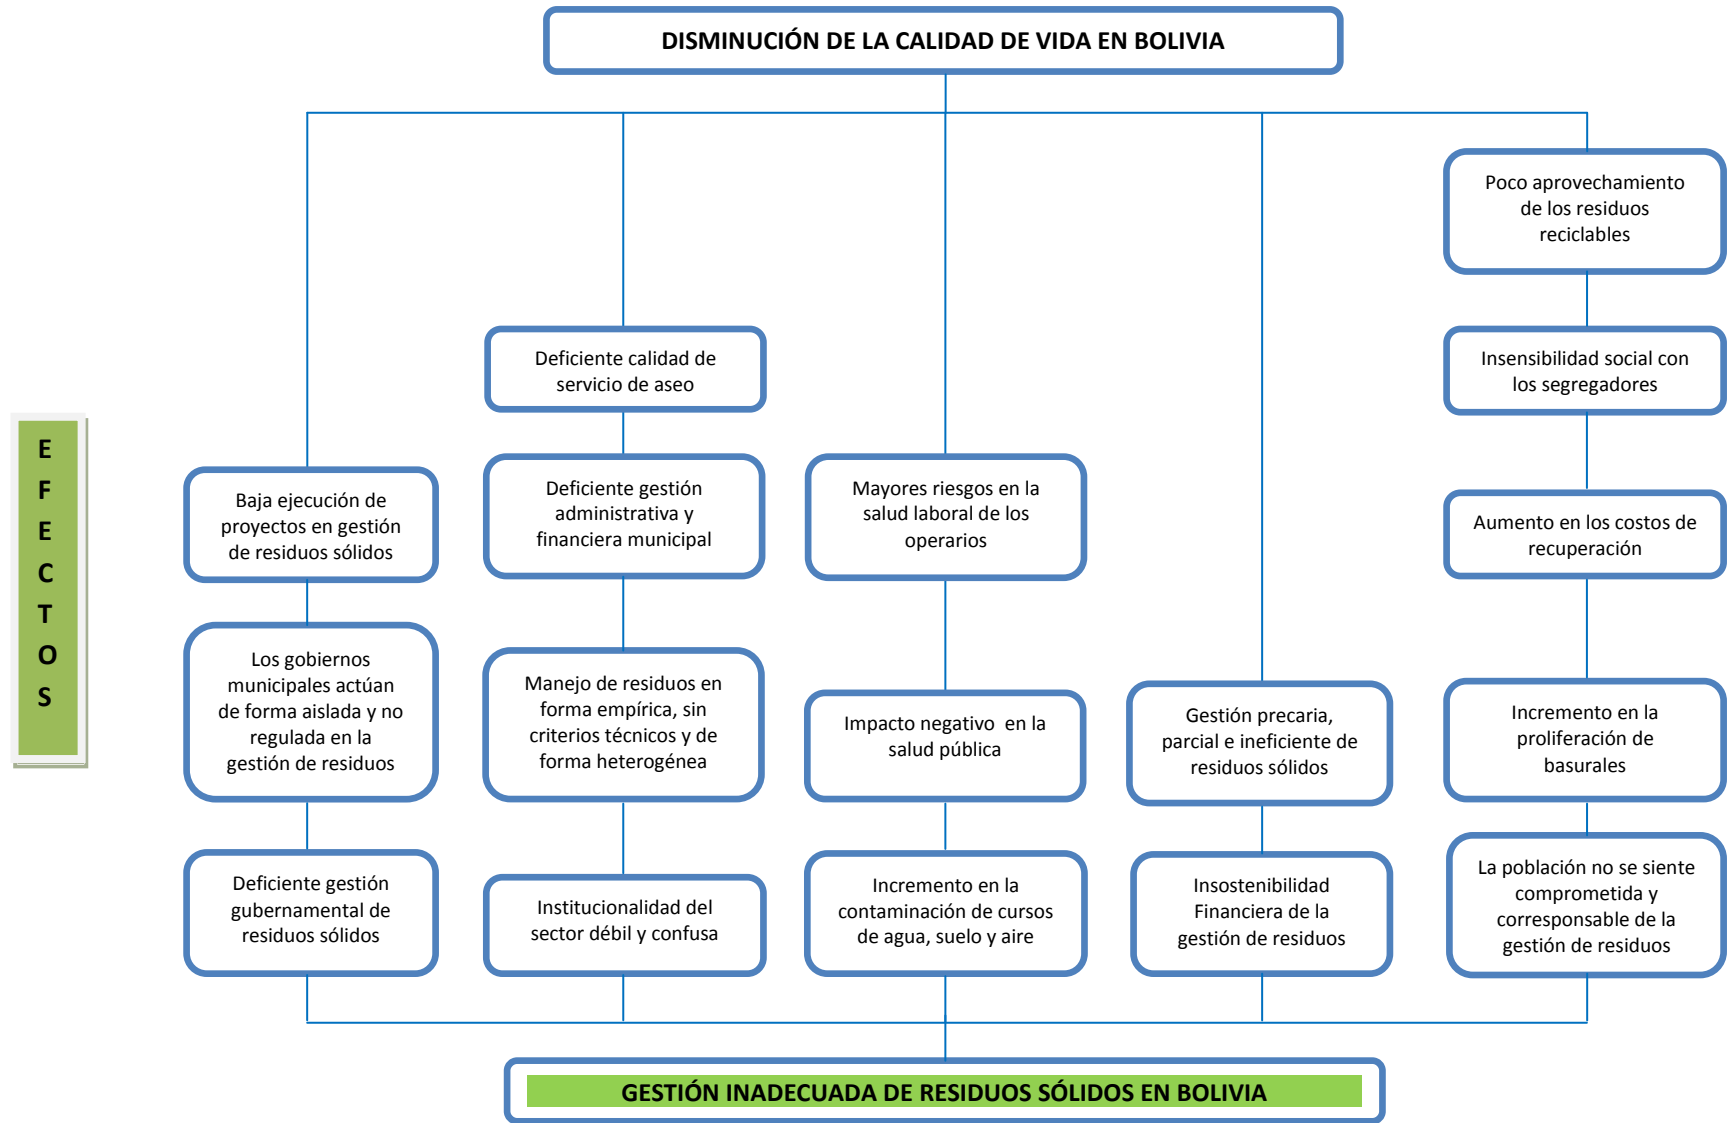 DISMINUCIÓN DE LA CALIDAD DE VIDA EN BOLIVIA
E
F
E
C
T
O
S
Baja ejecución de
proyectos en gestión
de residuos sólidos
Los gobiernos
municipales actúan
de forma aislada y no
regulada en la
gestión de residuos
Deficiente gestión
gubernamental de
residuos sólidos
Deficiente calidad de
servicio de aseo
Deficiente gestión
administrativa y
financiera municipal
Manejo de residuos en
forma empírica, sin
criterios técnicos y de
forma heterogénea
Institucionalidad del
sector débil y confusa
Mayores riesgos en la
salud laboral de los
operarios
Impacto negativo en la
salud pública
Incremento en la
contaminación de cursos
de agua, suelo y aire
Gestión precaria,
parcial e ineficiente de
residuos sólidos
Insostenibilidad
Financiera de la
gestión de residuos
Poco aprovechamiento
de los residuos
reciclables
Insensibilidad social con
los segregadores
Aumento en los costos de
recuperación
Incremento en la
proliferación de
basurales
La población no se siente
comprometida y
corresponsable de la
gestión de residuos
GESTIÓN INADECUADA DE RESIDUOS SÓLIDOS EN BOLIVIA